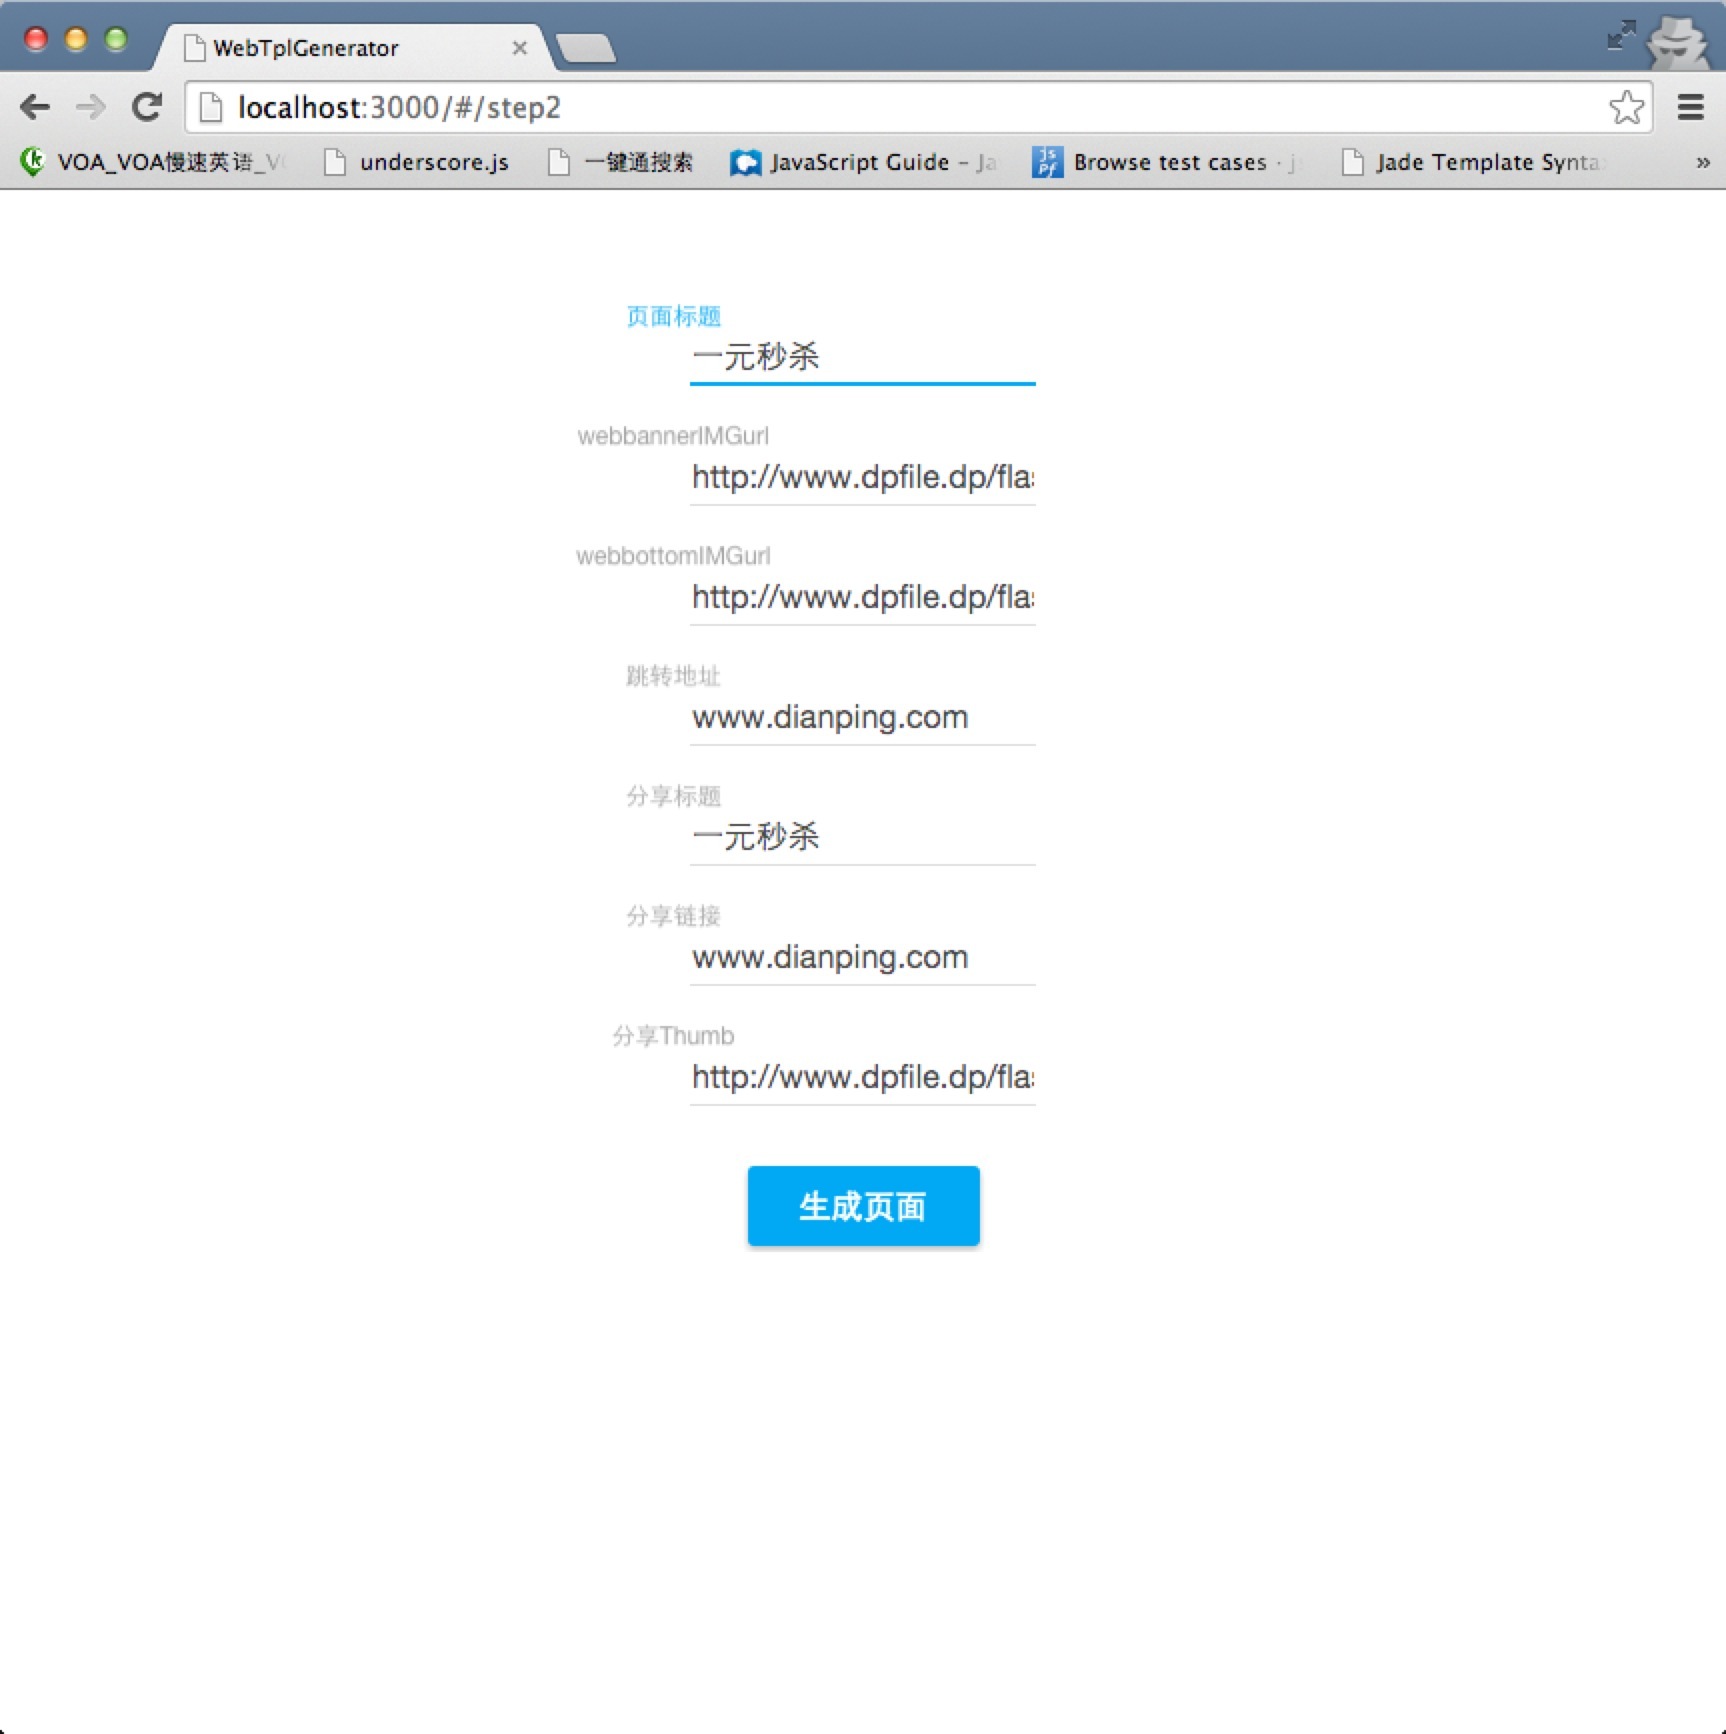 WebTplGenerator
localhost:3000/#/step2
VOA_VOA慢速英语_V underscore.js 一键通搜索 JavaScript Guide – Ja Browse test cases · j Jade Template Synta »
页面标题
一元秒杀
webbannerIMGurl
http://www.dpfile.dp/fla
webbottomIMGurl
http://www.dpfile.dp/fla
跳转地址
www.dianping.com
分享标题
一元秒杀
分享链接
www.dianping.com
分享Thumb
http://www.dpfile.dp/fla
生成页面